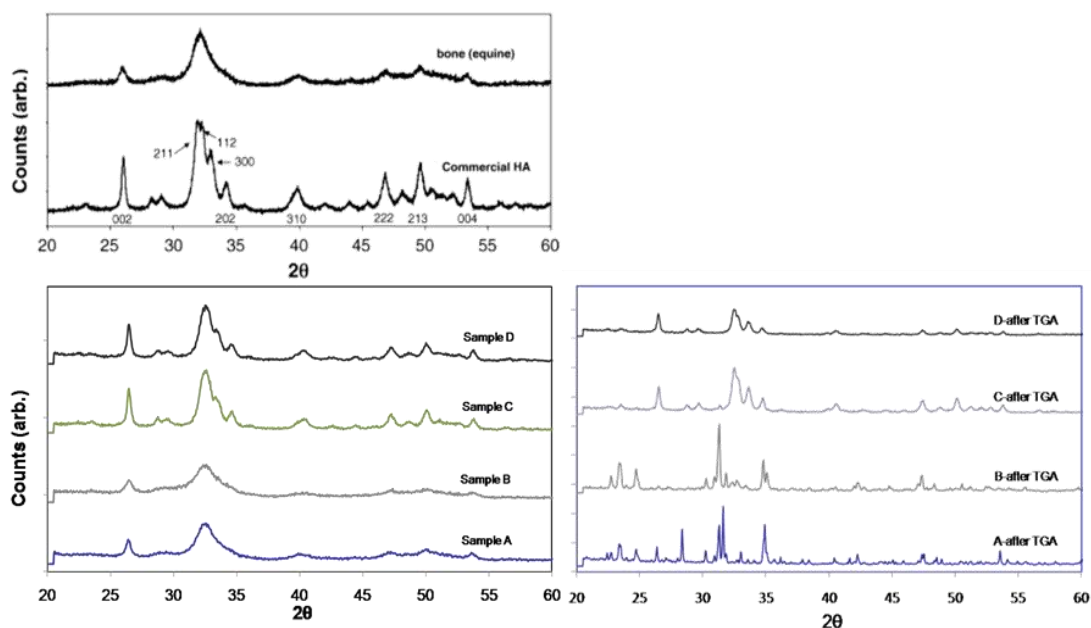 Counts (arb.)
bone (equine)
211
112
300
Commercial HA
002
202
310
222
213
004
20 25 30 35 40 45 50 55 60
2θ
Counts (arb.)
Sample D
Sample C
Sample B
Sample A
20 25 30 35 40 45 50 55 60
2θ
D-after TGA
C-after TGA
B-after TGA
A-after TGA
20 25 30 35 40 45 50 55 60
2θ